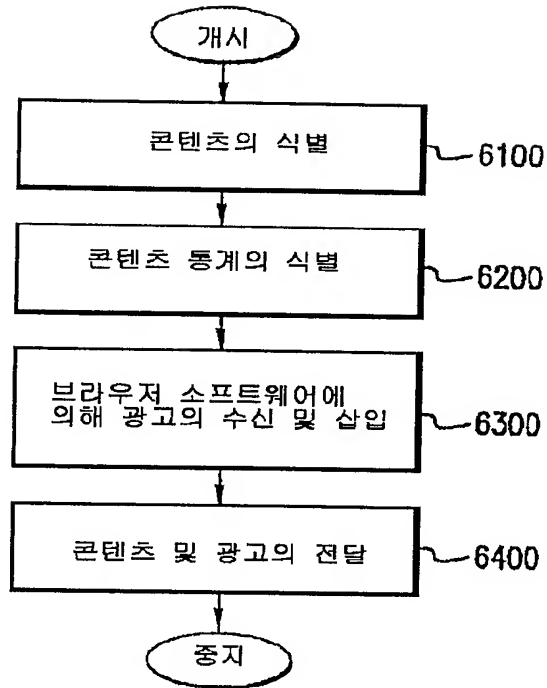 개시
콘텐츠의 식별
6100
콘텐츠 통계의 식별
6200
브라우저 소프트웨어에
의해 광고의 수신 및 삽입
6300
콘텐츠 및 광고의 전달
6400
중지